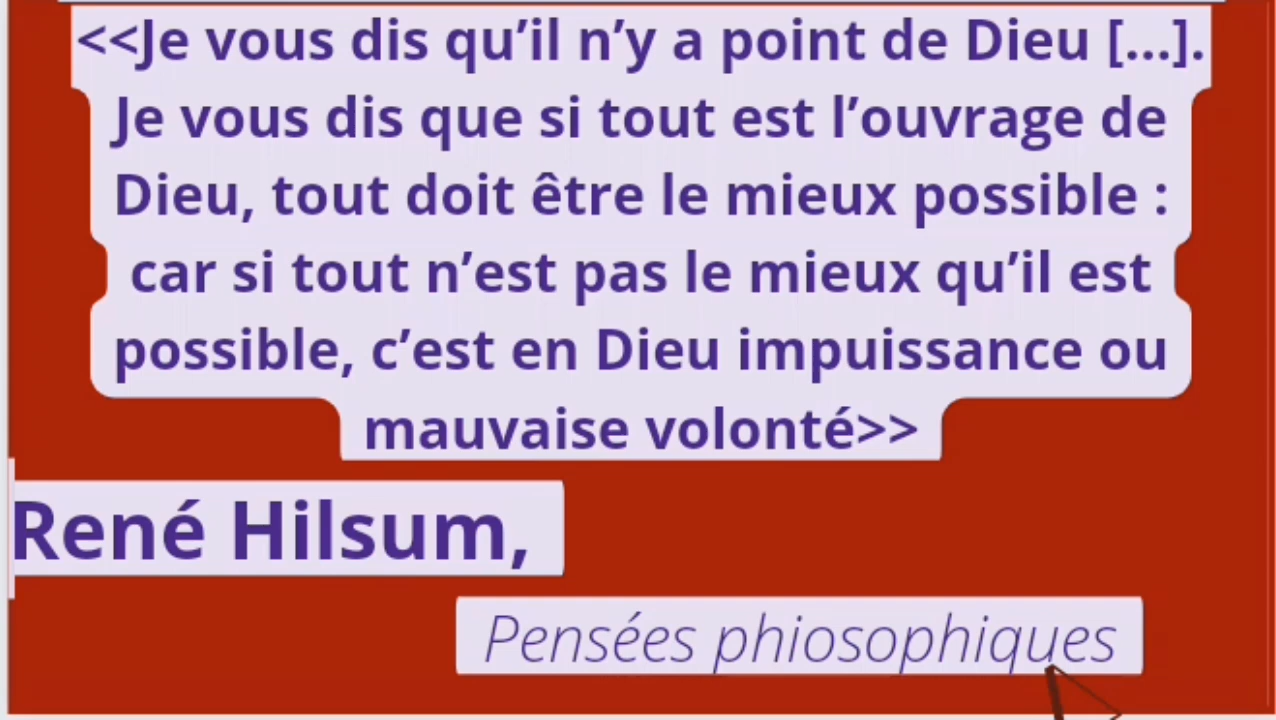 <<Je vous dis qu’il n’y a point de Dieu [...].
Je vous dis que si tout est l’ouvrage de
Dieu, tout doit être le mieux possible :
car si tout n’est pas le mieux qu’il est
possible, c’est en Dieu impuissance ou
mauvaise volonté>>
René Hilsum,
Pensées phiosophiques